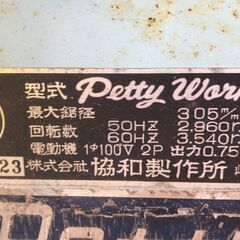 型式 Petty Work
最大鋸径 305m/m
回転数 50HZ 2.960r
60HZ 3.540r
電動機 1φ100V 2P 出力0.75
23 株式会社 協和製作所